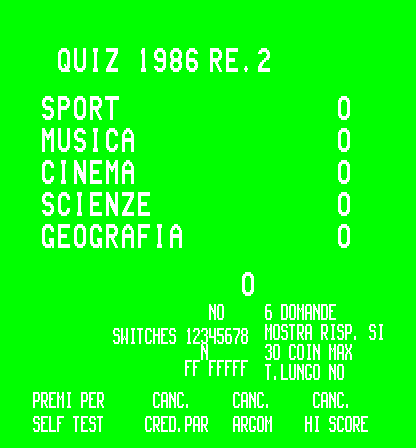 QUIZ 1986 RE.2
SPORT 0
MUSICA 0
CINEMA 0
SCIENZE 0
GEOGRAFIA 0
0
NO 6 DOMANDE
SWITCHES 12345678 MOSTRA RISP. SI
N 30 COIN MAX
FF FFFFF T.LUNGO NO
PREMI PER CANC. CANC. CANC.
SELF TEST CRED.PAR ARGOM HI SCORE